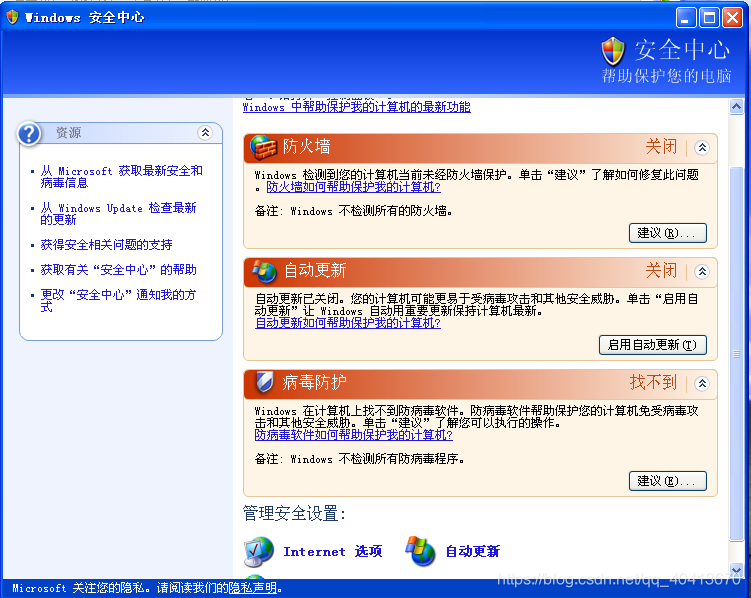 Windows 安全中心
安全中心
帮助保护您的电脑
资源
从 Microsoft 获取最新安全和
病毒信息
从 Windows Update 检查最新
的更新
获得安全相关问题的支持
获取有关“安全中心”的帮助
更改“安全中心”通知我的方
式
Windows 中帮助保护我的计算机的最新功能
防火墙 关闭
Windows 检测到您的计算机当前未经防火墙保护。单击“建议”了解如何修复此问题
。防火墙如何帮助保护我的计算机?
备注: Windows 不检测所有的防火墙。
建议(R)...
自动更新 关闭
自动更新已关闭。您的计算机可能更易于受病毒攻击和其他安全威胁。单击“启用自
动更新”让 Windows 自动用重要更新保持计算机最新。
自动更新如何帮助保护我的计算机?
启用自动更新(T)
病毒防护 找不到
Windows 在计算机上找不到防病毒软件。防病毒软件帮助保护您的计算机免受病毒攻
击和其他安全威胁。单击“建议”了解您可以执行的操作。
防病毒软件如何帮助保护我的计算机?
备注: Windows 不检测所有防病毒程序。
建议(E)...
管理安全设置:
Internet 选项 自动更新
Microsoft 关注您的隐私。请阅读我们的隐私声明。
https://blog.csdn.net/qq_40413670